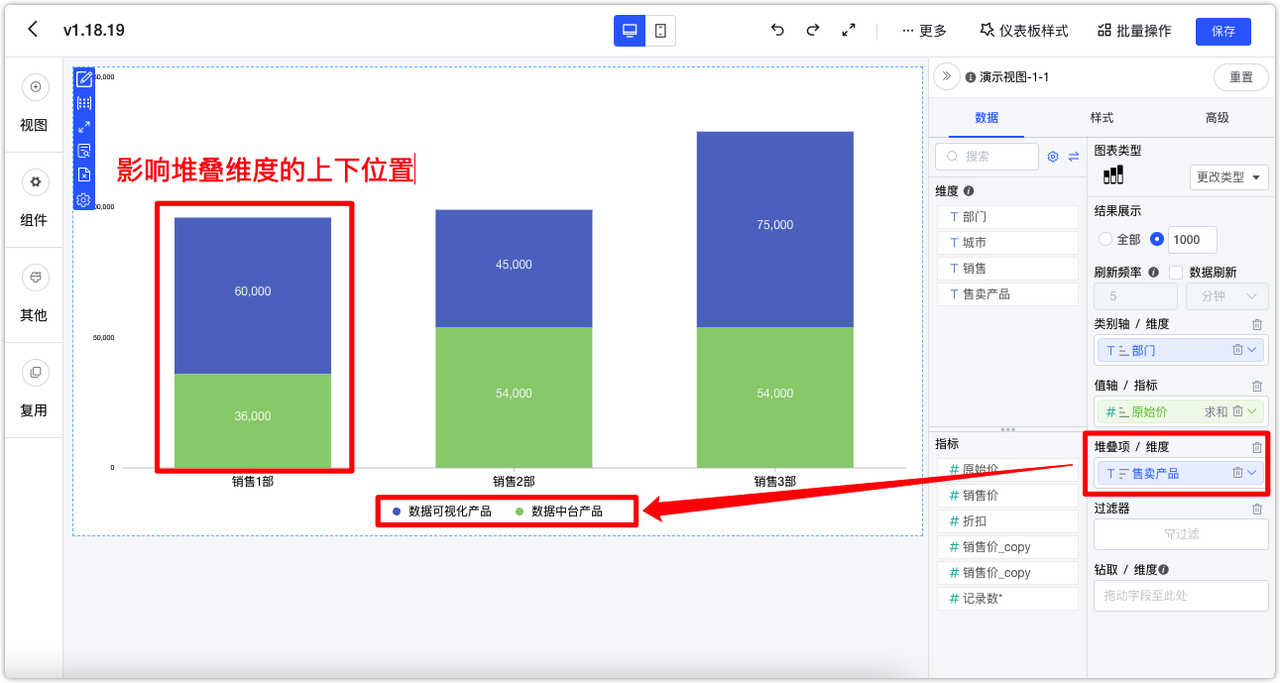 v1.18.19
更多
仪表板样式
批量操作
保存
视图
组件
其他
复用
影响堆叠维度的上下位置
50,000
0
60,000
36,000
45,000
54,000
75,000
54,000
销售1部
销售2部
销售3部
数据可视化产品
数据中台产品
演示视图-1-1
重置
数据
样式
高级
搜索
维度
T 部门
T 城市
T 销售
T 售卖产品
指标
# 原始价
# 销售价
# 折扣
# 销售价_copy
# 销售价_copy
# 记录数*
图表类型
更改类型
结果展示
全部
1000
刷新频率
数据刷新
5
分钟
类别轴 / 维度
T 部门
值轴 / 指标
# 原始价 求和
堆叠项 / 维度
T 售卖产品
过滤器
过滤
钻取 / 维度
拖动字段至此处